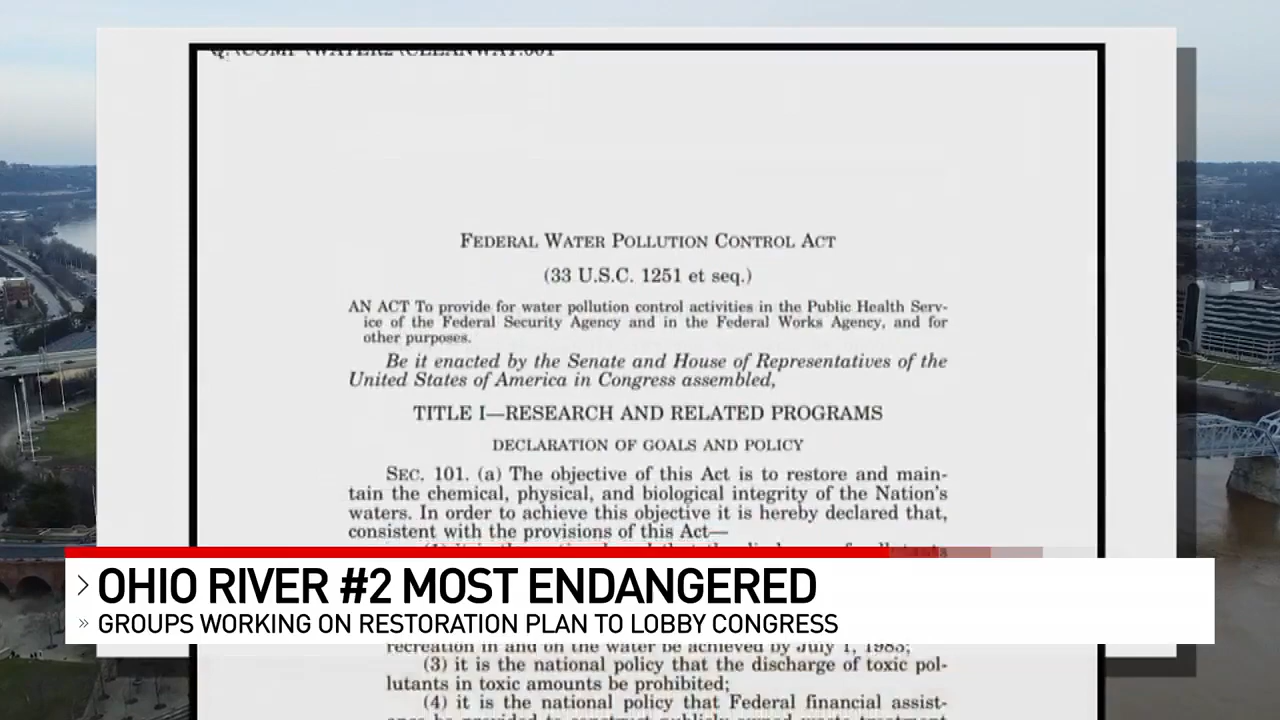 Q:\COMP\WATER2\CLEANWAT.001
FEDERAL WATER POLLUTION CONTROL ACT
(33 U.S.C. 1251 et seq.)
AN ACT To provide for water pollution control activities in the Public Health Serv-
ice of the Federal Security Agency and in the Federal Works Agency, and for
other purposes.
Be it enacted by the Senate and House of Representatives of the
United States of America in Congress assembled,
TITLE I—RESEARCH AND RELATED PROGRAMS
DECLARATION OF GOALS AND POLICY
SEC. 101. (a) The objective of this Act is to restore and main-
tain the chemical, physical, and biological integrity of the Nation's
waters. In order to achieve this objective it is hereby declared that,
consistent with the provisions of this Act—
OHIO RIVER #2 MOST ENDANGERED
GROUPS WORKING ON RESTORATION PLAN TO LOBBY CONGRESS
recreation in and on the water be achieved by July 1, 1983;
(3) it is the national policy that the discharge of toxic pol-
lutants in toxic amounts be prohibited;
(4) it is the national policy that Federal financial assist-